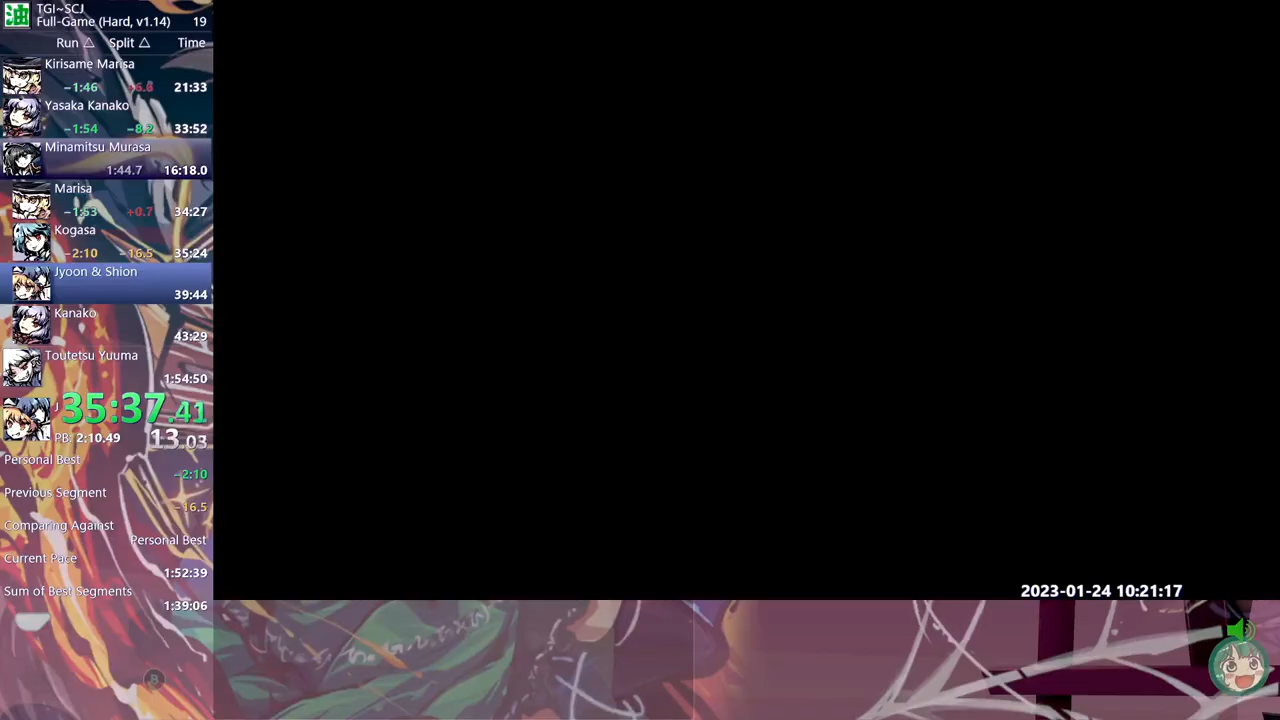 油
TGI~SCJ
Full-Game (Hard, v1.14) 19
Run △ Split △ Time
Kirisame Marisa
−1:46 +6.6 21:33
Yasaka Kanako
−1:54 −8.2 33:52
Minamitsu Murasa
1:44.7 16:18.0
Marisa
−1:53 +0.7 34:27
Kogasa
−2:10 −16.5 35:24
Jyoon & Shion
39:44
Kanako
43:29
Toutetsu Yuuma
1:54:50
J 35:37.41
PB: 2:10.49 13.03
Personal Best
−2:10
Previous Segment
−16.5
Comparing Against
Personal Best
Current Pace
1:52:39
Sum of Best Segments
1:39:06
2023-01-24 10:21:17
B